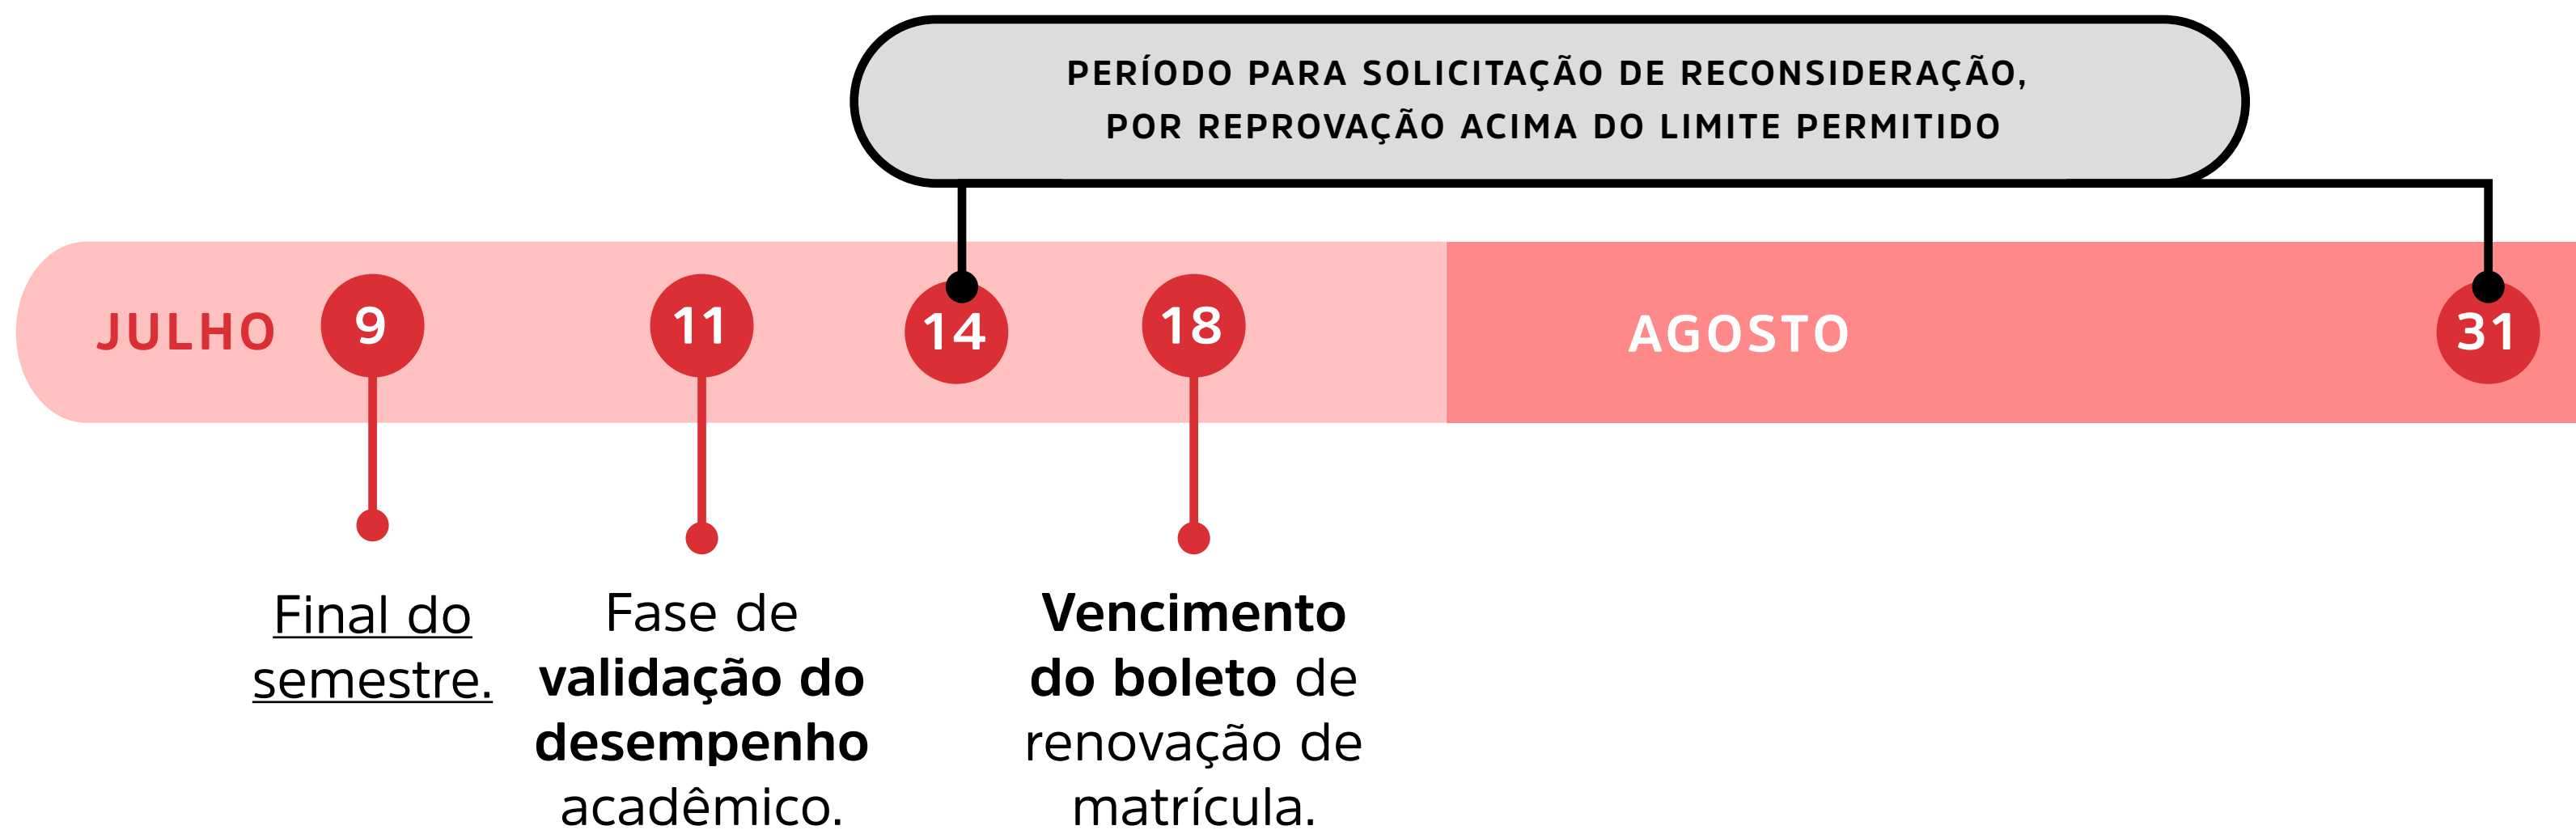 PERÍODO PARA SOLICITAÇÃO DE RECONSIDERAÇÃO,
POR REPROVAÇÃO ACIMA DO LIMITE PERMITIDO
JULHO 9 11 14 18 AGOSTO 31
Final do
semestre.
Fase de
validação do
desempenho
acadêmico.
Vencimento
do boleto de
renovação de
matrícula.